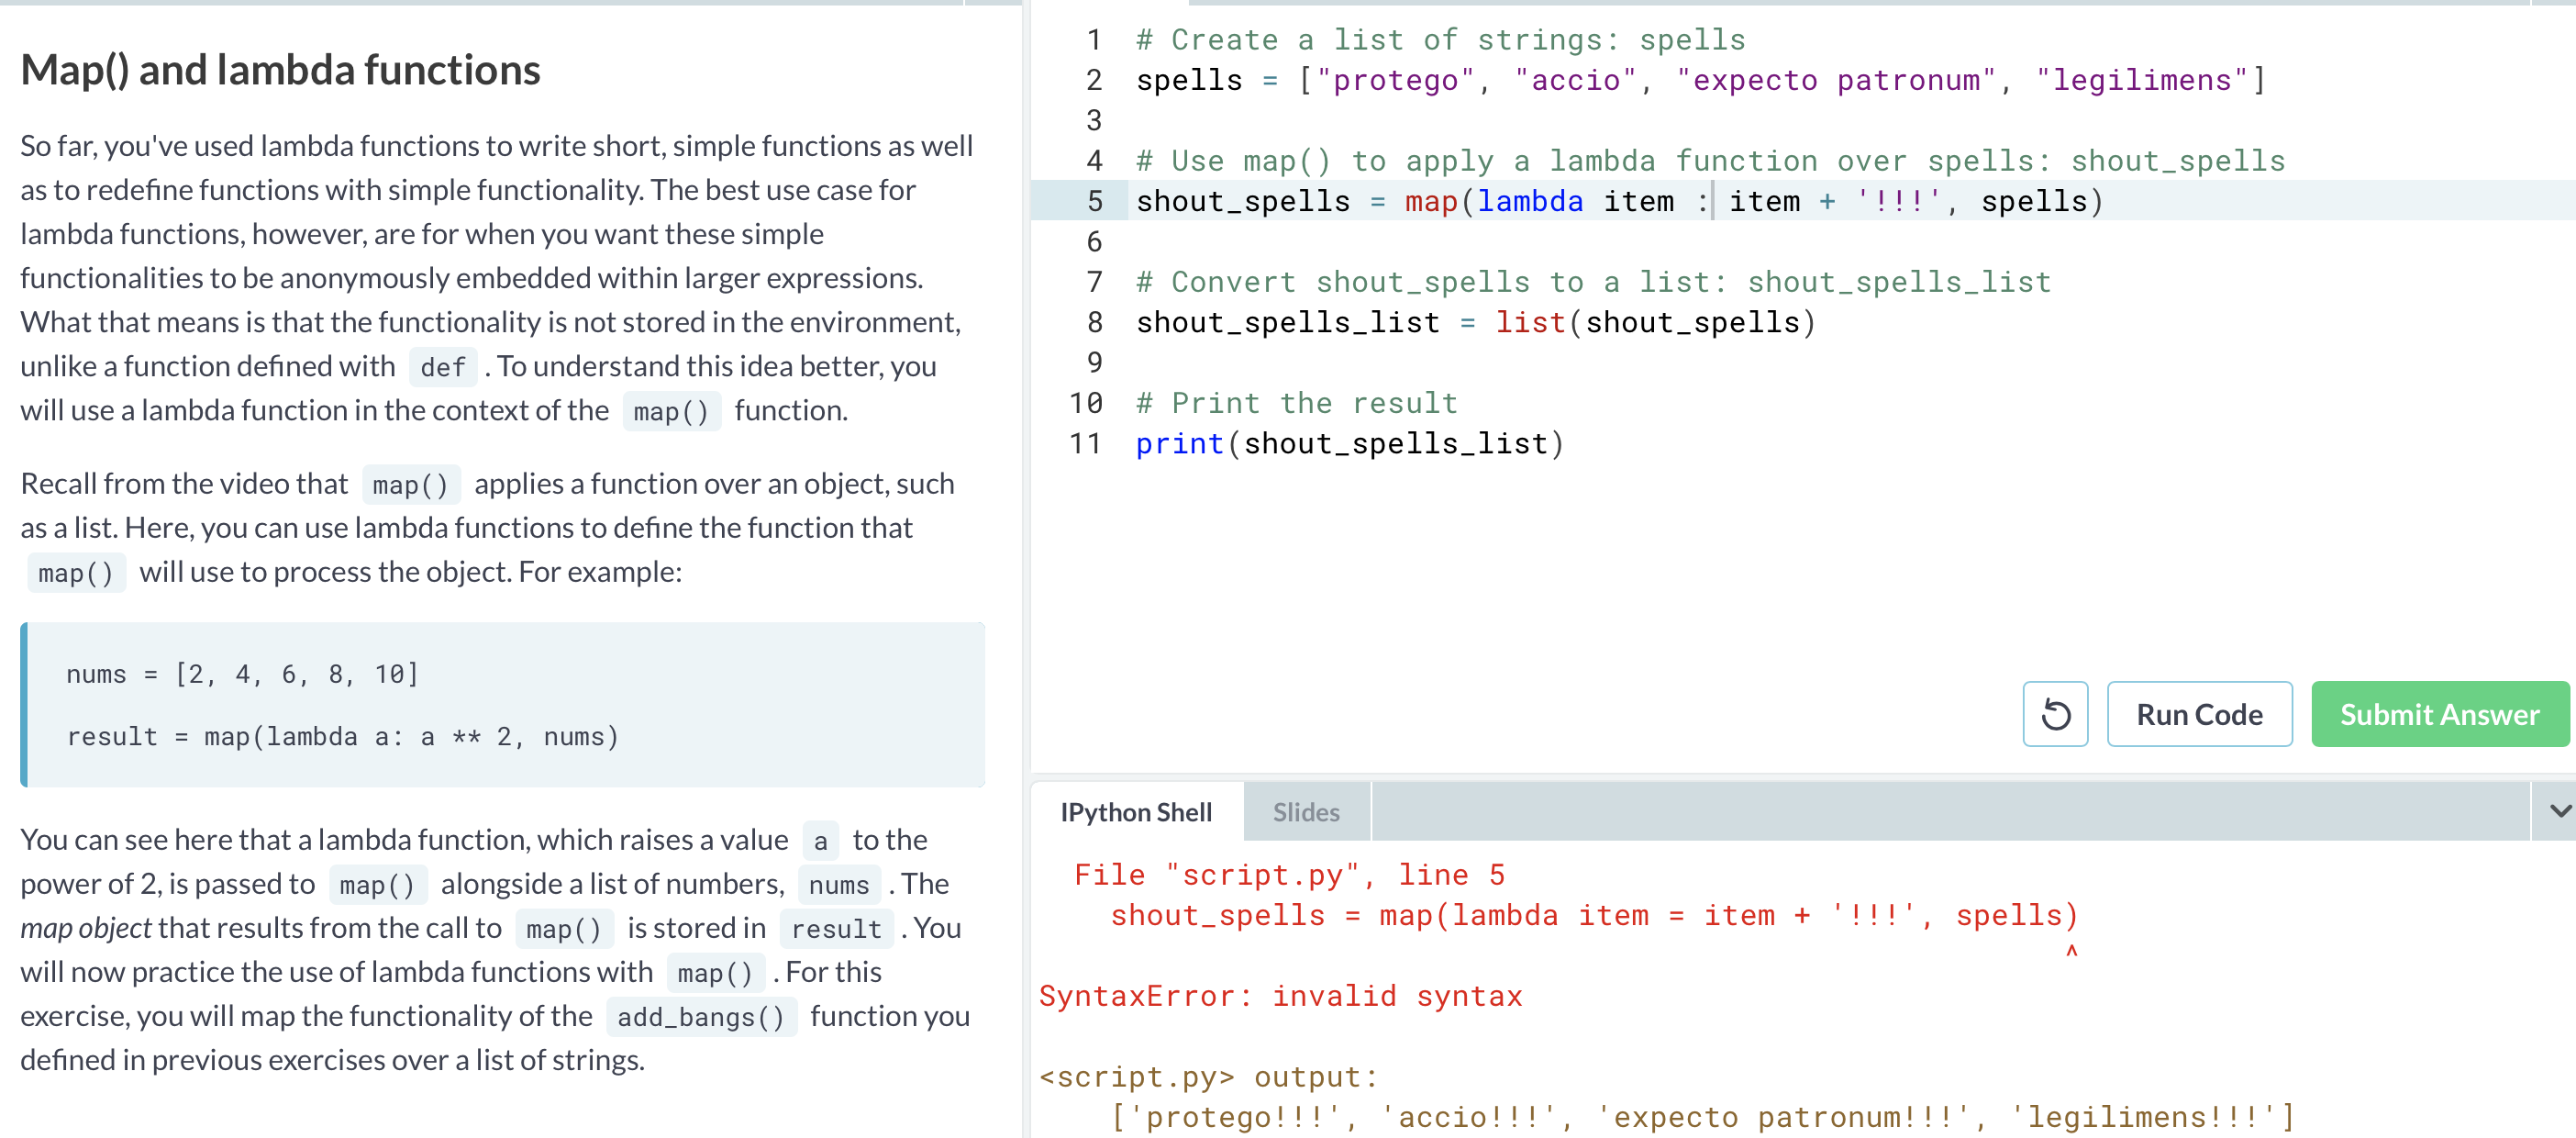 Map() and lambda functions
So far, you've used lambda functions to write short, simple functions as well
as to redefine functions with simple functionality. The best use case for
lambda functions, however, are for when you want these simple
functionalities to be anonymously embedded within larger expressions.
What that means is that the functionality is not stored in the environment,
unlike a function defined with def . To understand this idea better, you
will use a lambda function in the context of the map() function.
Recall from the video that map() applies a function over an object, such
as a list. Here, you can use lambda functions to define the function that
map() will use to process the object. For example:
nums = [2, 4, 6, 8, 10]
result = map(lambda a: a ** 2, nums)
You can see here that a lambda function, which raises a value a to the
power of 2, is passed to map() alongside a list of numbers, nums . The
map object that results from the call to map() is stored in result . You
will now practice the use of lambda functions with map() . For this
exercise, you will map the functionality of the add_bangs() function you
defined in previous exercises over a list of strings.
1 # Create a list of strings: spells
2 spells = ["protego", "accio", "expecto patronum", "legilimens"]
3
4 # Use map() to apply a lambda function over spells: shout_spells
5 shout_spells = map(lambda item : item + '!!!', spells)
6
7 # Convert shout_spells to a list: shout_spells_list
8 shout_spells_list = list(shout_spells)
9
10 # Print the result
11 print(shout_spells_list)
Run Code
Submit Answer
IPython Shell
Slides
File "script.py", line 5
shout_spells = map(lambda item = item + '!!!', spells)
^
SyntaxError: invalid syntax
<script.py> output:
['protego!!!', 'accio!!!', 'expecto patronum!!!', 'legilimens!!!']